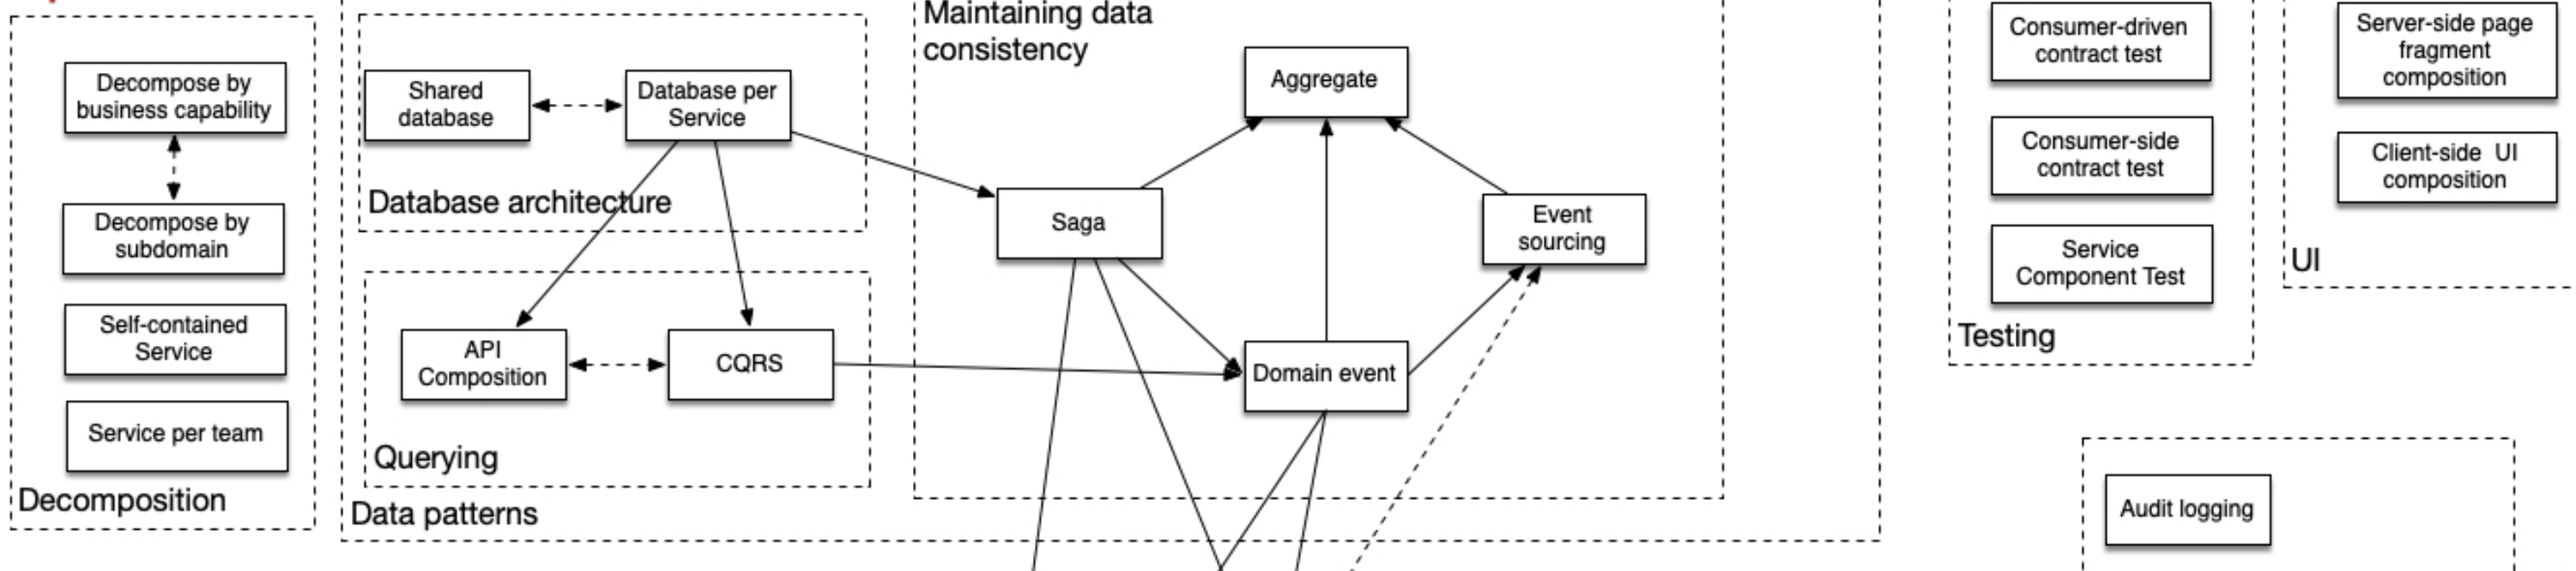 Decompose by
business capability
Decompose by
subdomain
Self-contained
Service
Service per team
Decomposition
Shared
database
Database per
Service
Database architecture
API
Composition
CQRS
Querying
Data patterns
Maintaining data
consistency
Aggregate
Saga
Event
sourcing
Domain event
Consumer-driven
contract test
Consumer-side
contract test
Service
Component Test
Testing
Server-side page
fragment
composition
Client-side UI
composition
UI
Audit logging